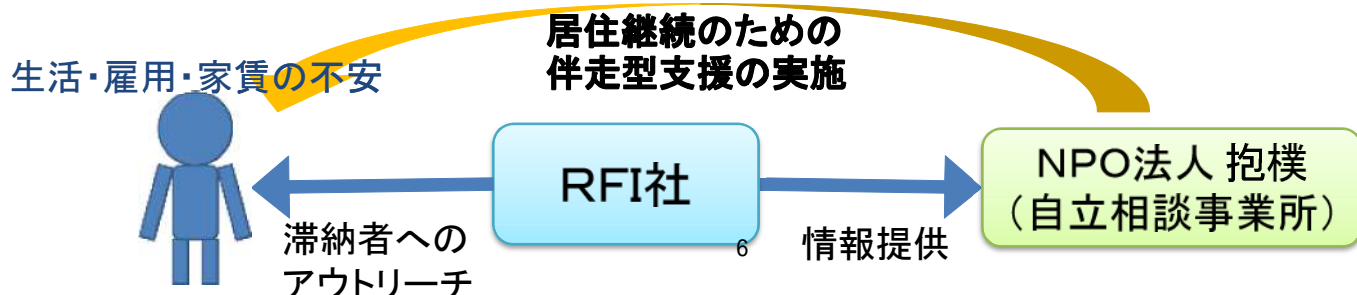 居住継続のための
伴走型支援の実施
生活・雇用・家賃の不安
RFI社
NPO法人 抱樸
（自立相談事業所）
滞納者への
アウトリーチ
6
情報提供